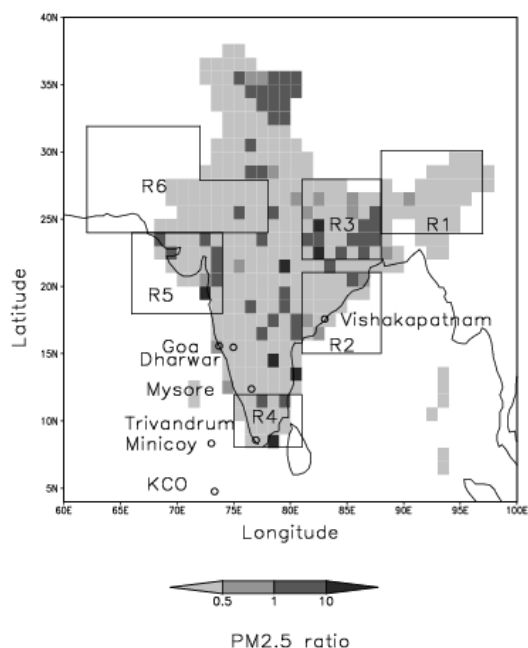 40N
35N
30N
25N
20N
15N
10N
5N
Latitude
R6
R3
R1
R5
R2
R4
Vishakapatnam
Goa
Dharwar
Mysore
Trivandrum
Minicoy
KCO
60E 65E 70E 75E 80E 85E 90E 95E 100E
Longitude
0.5 1 10
PM2.5 ratio